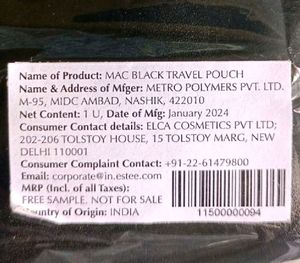 Name of Product: MAC BLACK TRAVEL POUCH
Name & Address of Mfger: METRO POLYMERS PVT. LTD.
M-95, MIDC AMBAD, NASHIK, 422010
Net Content: 1 U, Date of Mfg: January 2024
Consumer Contact details: ELCA COSMETICS PVT LTD;
202-206 TOLSTOY HOUSE, 15 TOLSTOY MARG, NEW
DELHI 110001
Consumer Complaint Contact: +91-22-61479800
Email: corporate@in.estee.com
MRP (Incl. of all Taxes):
FREE SAMPLE, NOT FOR SALE
Country of Origin: INDIA
11500000094